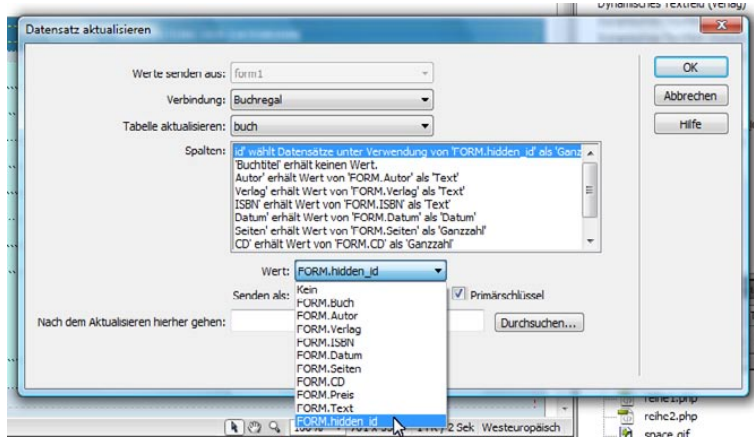 Dynamisches Textfeld (Verlag)
Datensatz aktualisieren
Werte senden aus: form1
OK
Verbindung: Buchregal
Abbrechen
Tabelle aktualisieren: buch
Hilfe
Spalten: id' wählt Datensätze unter Verwendung von 'FORM.hidden_id' als 'Ganz
'Buchtitel' erhält keinen Wert.
Autor' erhält Wert von 'FORM.Autor' als 'Text'
Verlag' erhält Wert von 'FORM.Verlag' als 'Text'
ISBN' erhält Wert von 'FORM.ISBN' als 'Text'
Datum' erhält Wert von 'FORM.Datum' als 'Datum'
Seiten' erhält Wert von 'FORM.Seiten' als 'Ganzzahl'
CD' erhält Wert von 'FORM.CD' als 'Ganzzahl'
Wert: FORM.hidden_id
Senden als:
Primärschlüssel
Nach dem Aktualisieren hierher gehen:
Durchsuchen...
Kein
FORM.Buch
FORM.Autor
FORM.Verlag
FORM.ISBN
FORM.Datum
FORM.Seiten
FORM.CD
FORM.Preis
FORM.Text
FORM.hidden_id
reihe1.php
reihe2.php
space.gif
2 Sek Westeuropäisch